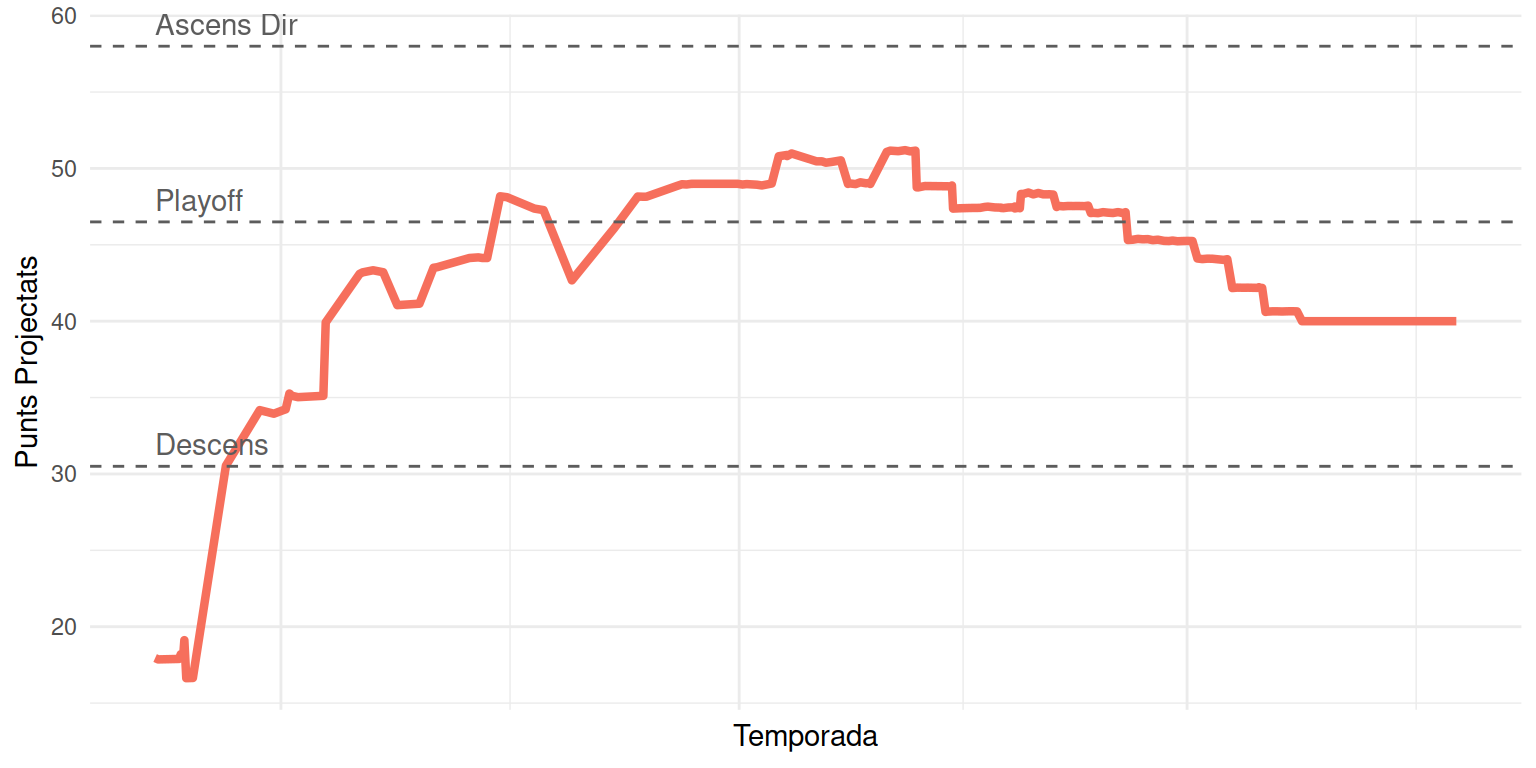 60
Ascens Dir
50
Playoff
40
Punts Projectats
Descens
30
20
Temporada